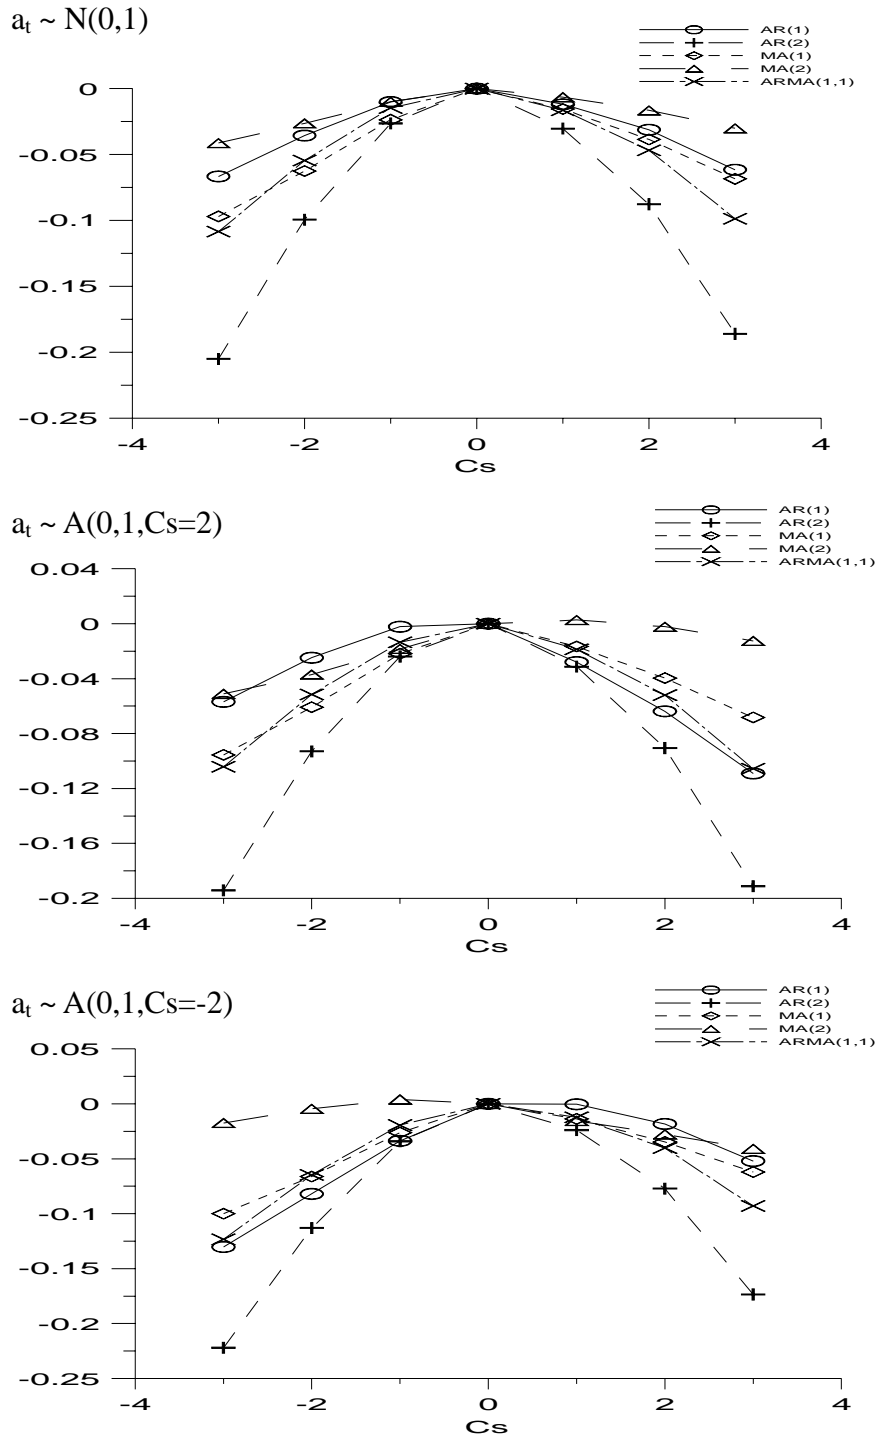 a_t ~ N(0,1)
AR(1)
AR(2)
MA(1)
MA(2)
ARMA(1,1)
0
-0.05
-0.1
-0.15
-0.2
-0.25
-4 -2 0 2 4
Cs
a_t ~ A(0,1,Cs=2)
AR(1)
AR(2)
MA(1)
MA(2)
ARMA(1,1)
0.04
0
-0.04
-0.08
-0.12
-0.16
-0.2
-4 -2 0 2 4
Cs
a_t ~ A(0,1,Cs=-2)
AR(1)
AR(2)
MA(1)
MA(2)
ARMA(1,1)
0.05
0
-0.05
-0.1
-0.15
-0.2
-0.25
-4 -2 0 2 4
Cs